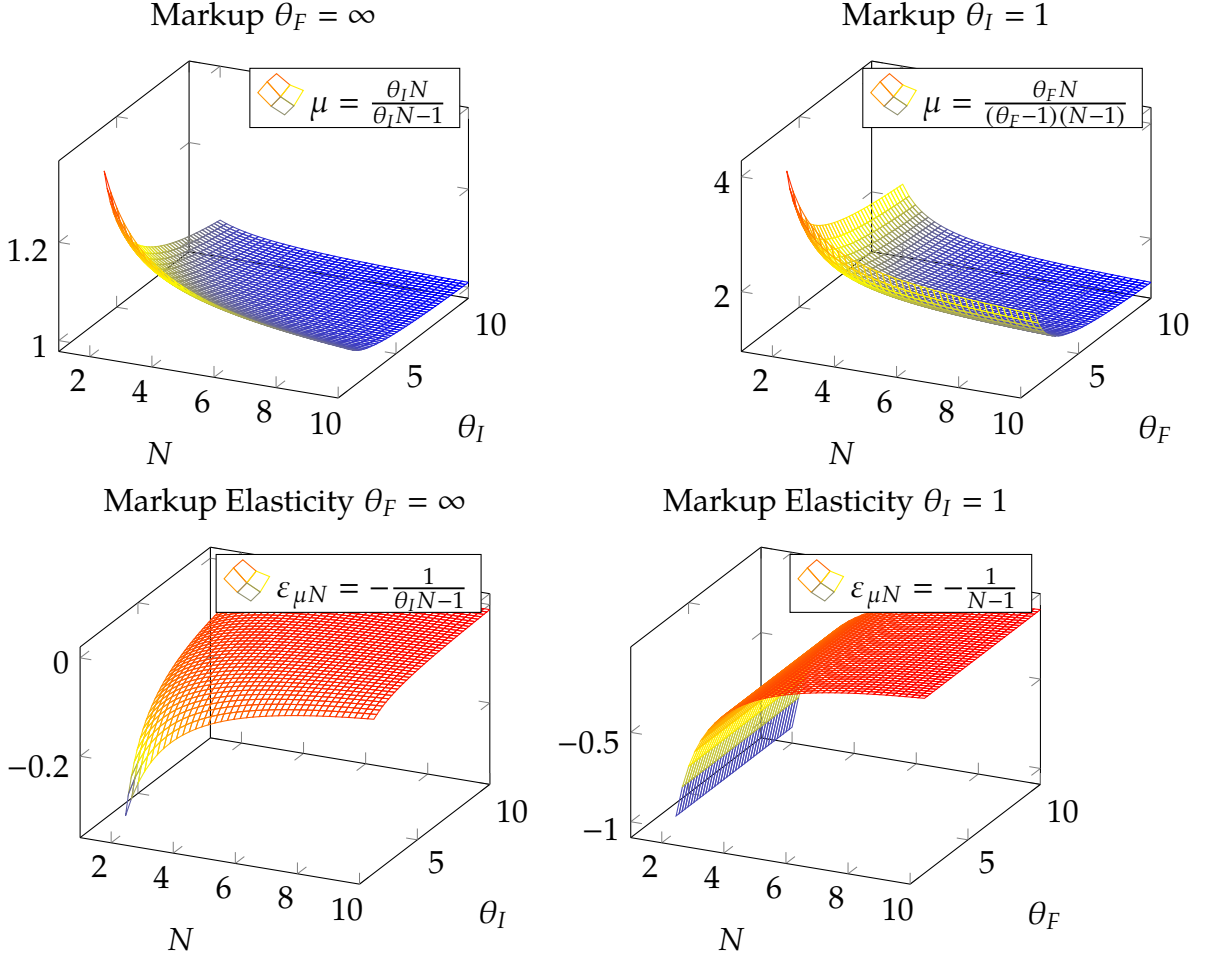 Markup θ_F = ∞
μ = θ_I N / (θ_I N−1)
1.2
1
2 4 6 8 10
5 10
N
θ_I
Markup θ_I = 1
μ = θ_F N / ((θ_F−1)(N−1))
4
2
2 4 6 8 10
5 10
N
θ_F
Markup Elasticity θ_F = ∞
ε_μN = −1 / (θ_I N−1)
0
−0.2
2 4 6 8 10
5 10
N
θ_I
Markup Elasticity θ_I = 1
ε_μN = −1 / (N−1)
−0.5
−1
2 4 6 8 10
5 10
N
θ_F